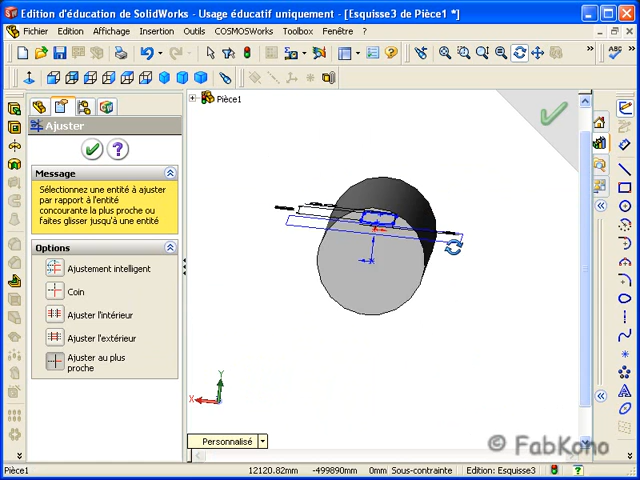 Edition d'éducation de SolidWorks - Usage éducatif uniquement - [Esquisse3 de Pièce1 *]
Fichier Edition Affichage Insertion Outils COSMOSWorks Toolbox Fenêtre ?
Pièce1
Ajuster
Message
Sélectionnez une entité à ajuster
par rapport à l'entité
concourante la plus proche ou
faites glisser jusqu'à une entité
Options
Ajustement intelligent
Coin
Ajuster l'intérieur
Ajuster l'extérieur
Ajuster au plus
proche
Y
X
Personnalisé
© FabKono
Pièce1 12120.82mm -499890mm 0mm Sous-contrainte Edition: Esquisse3